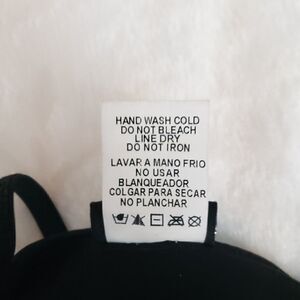 HAND WASH COLD
DO NOT BLEACH
LINE DRY
DO NOT IRON
LAVAR A MANO FRIO
NO USAR
BLANQUEADOR
COLGAR PARA SECAR
NO PLANCHAR